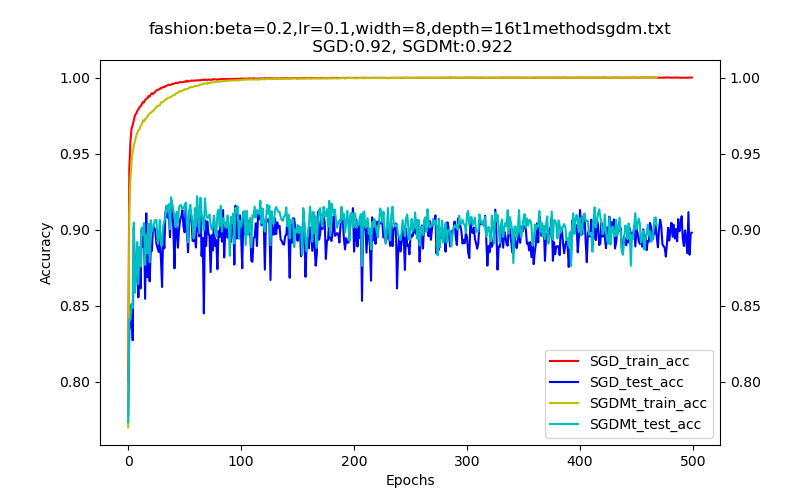 fashion:beta=0.2,lr=0.1,width=8,depth=16t1methodsgdm.txt
SGD:0.92, SGDMt:0.922
1.00
0.95
0.90
0.85
0.80
Accuracy
1.00
0.95
0.90
0.85
0.80
SGD_train_acc
SGD_test_acc
SGDMt_train_acc
SGDMt_test_acc
0 100 200 300 400 500
Epochs